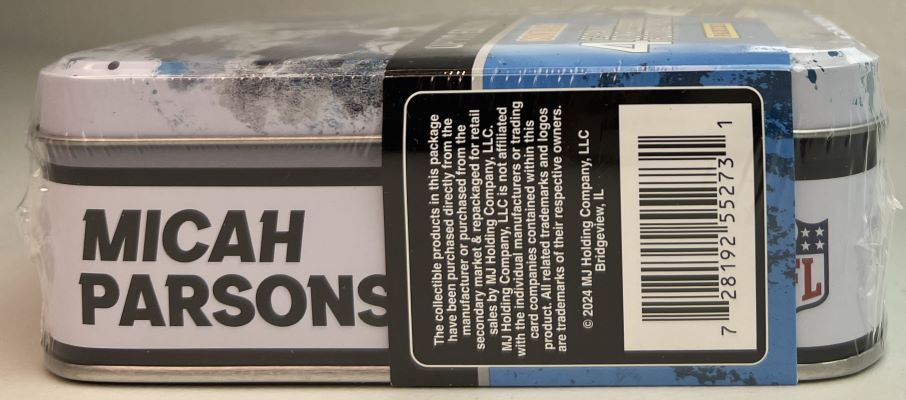 MICAH
PARSONS
The collectible products in this package
have been purchased directly from the
manufacturer or purchased from the
secondary market & repackaged for retail
sales by MJ Holding Company, LLC.
MJ Holding Company, LLC is not affiliated
with the individual manufacturers or trading
card companies contained within this
product. All related trademarks and logos
are trademarks of their respective owners.
© 2024 MJ Holding Company, LLC
Bridgeview, IL
7 28192 55273 1